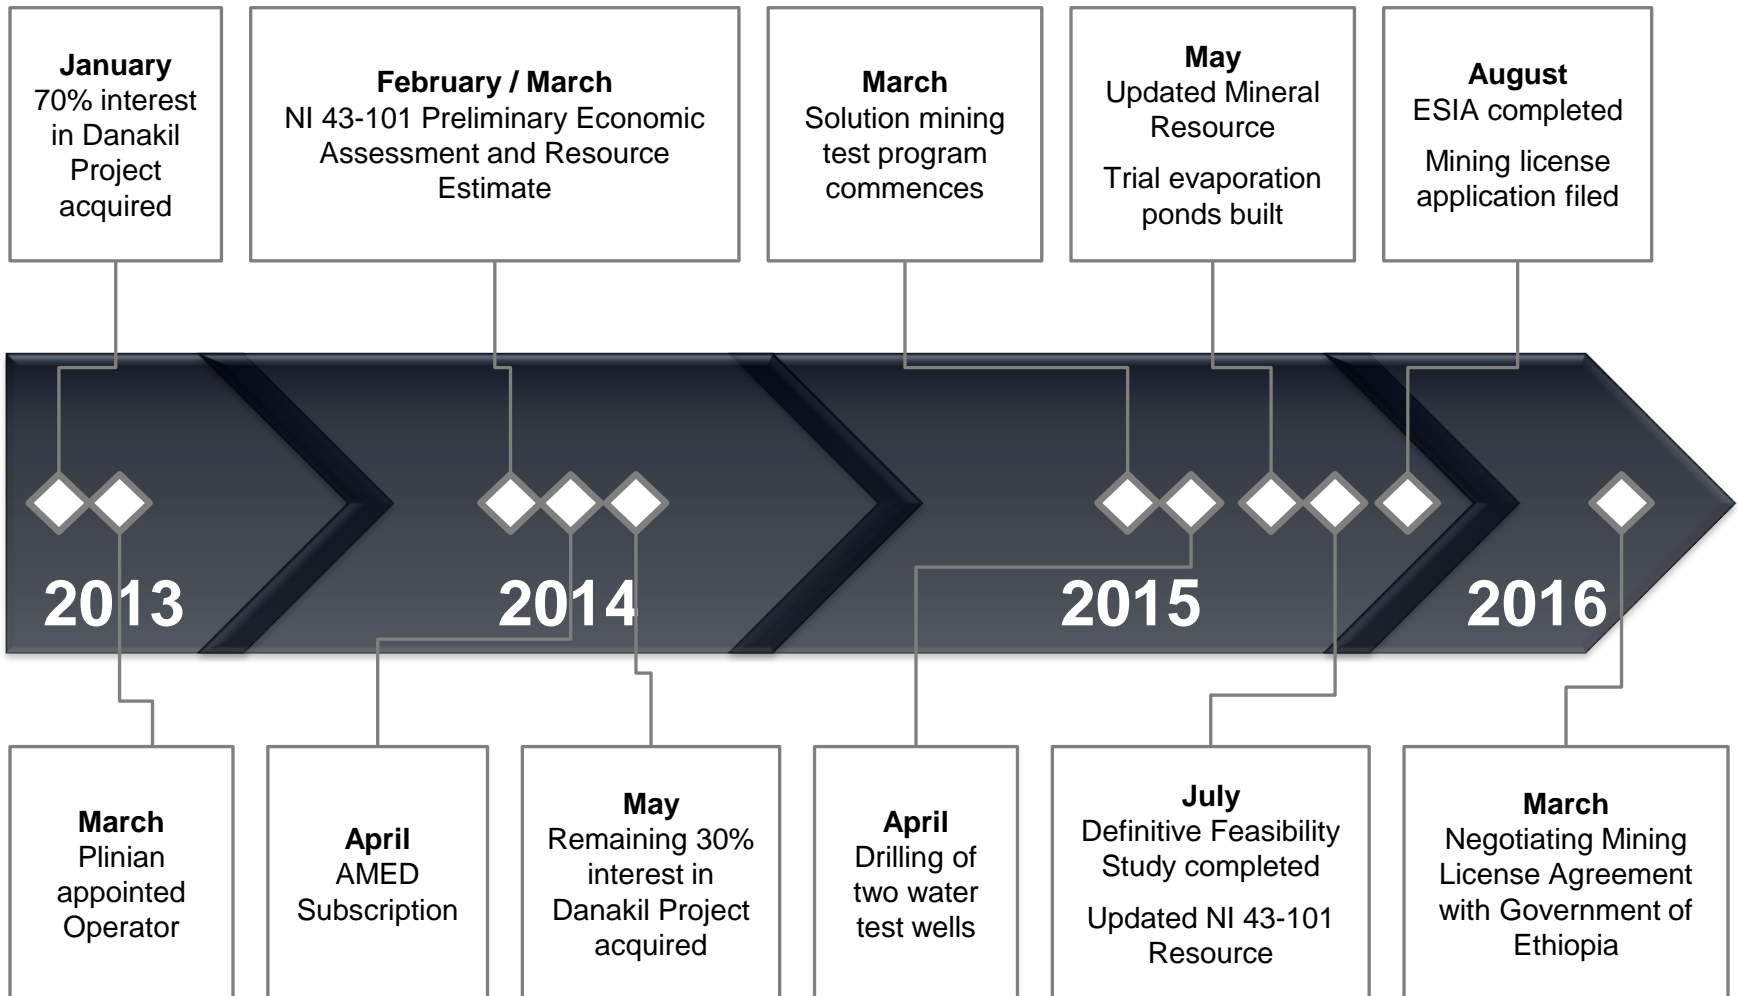 January
70% interest
in Danakil
Project
acquired
February / March
NI 43-101 Preliminary Economic
Assessment and Resource
Estimate
March
Solution mining
test program
commences
May
Updated Mineral
Resource
Trial evaporation
ponds built
August
ESIA completed
Mining license
application filed
2013
2014
2015
2016
March
Plinian
appointed
Operator
April
AMED
Subscription
May
Remaining 30%
interest in
Danakil Project
acquired
April
Drilling of
two water
test wells
July
Definitive Feasibility
Study completed
Updated NI 43-101
Resource
March
Negotiating Mining
License Agreement
with Government of
Ethiopia